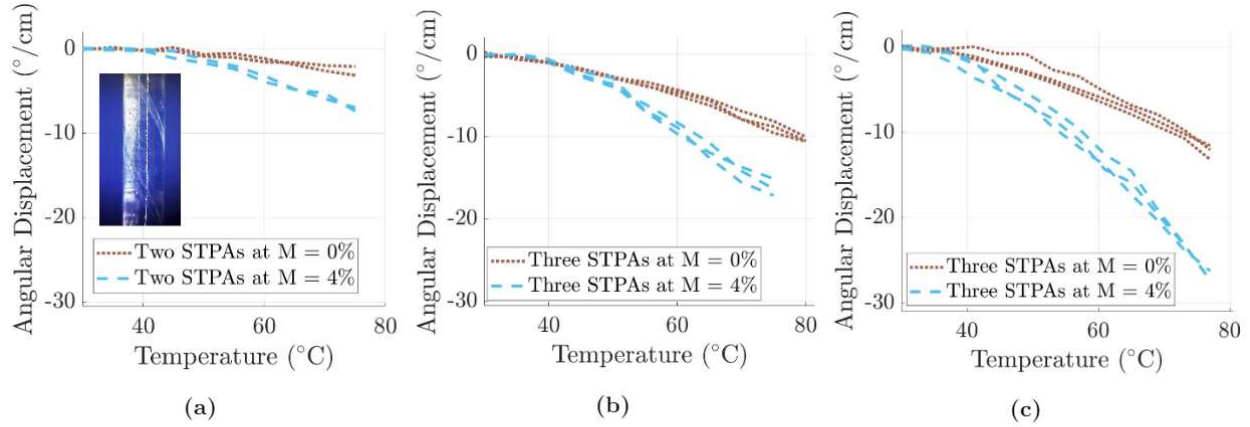 Angular Displacement (°/cm)
0
-10
-20
-30
Two STPAs at M = 0%
Two STPAs at M = 4%
40
60
80
Temperature (°C)
(a)
Angular Displacement (°/cm)
0
-10
-20
-30
Three STPAs at M = 0%
Three STPAs at M = 4%
40
60
80
Temperature (°C)
(b)
Angular Displacement (°/cm)
0
-10
-20
-30
Three STPAs at M = 0%
Three STPAs at M = 4%
40
60
80
Temperature (°C)
(c)